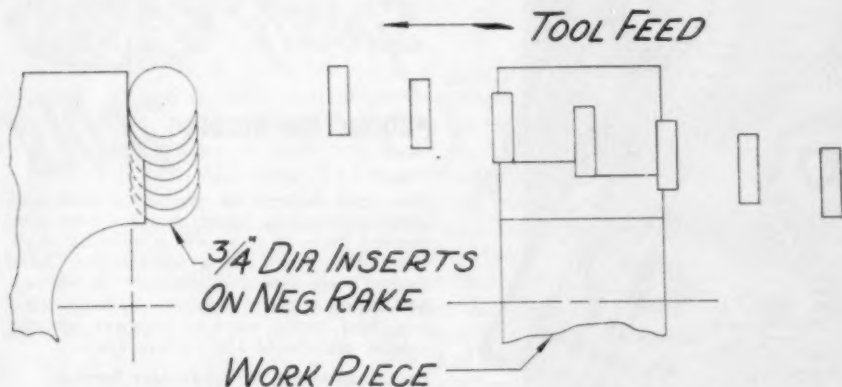 TOOL FEED
3/4" DIA INSERTS
ON NEG RAKE
WORK PIECE